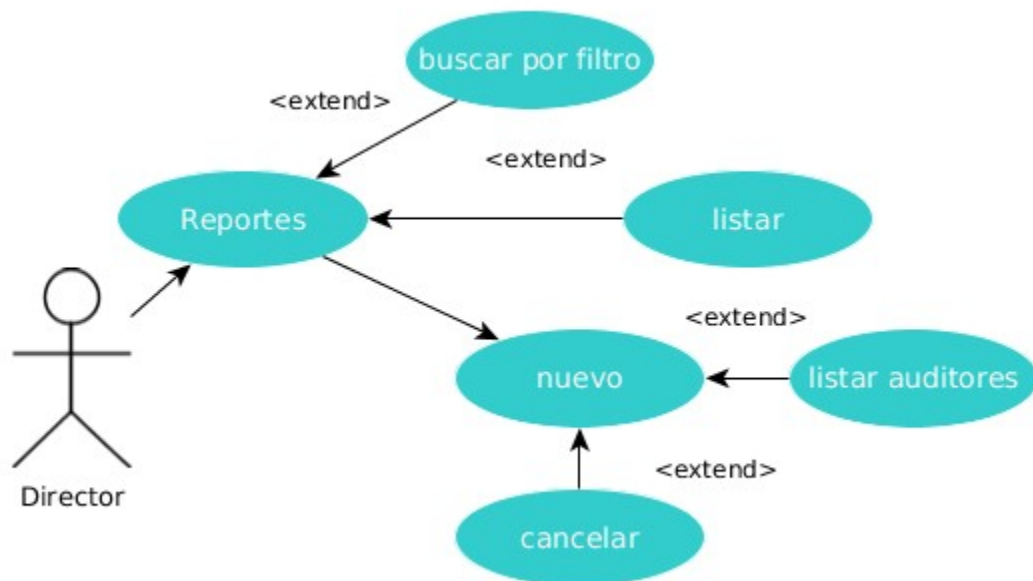 buscar por filtro
<extend>
<extend>
Reportes
listar
<extend>
nuevo
listar auditores
<extend>
Director
cancelar